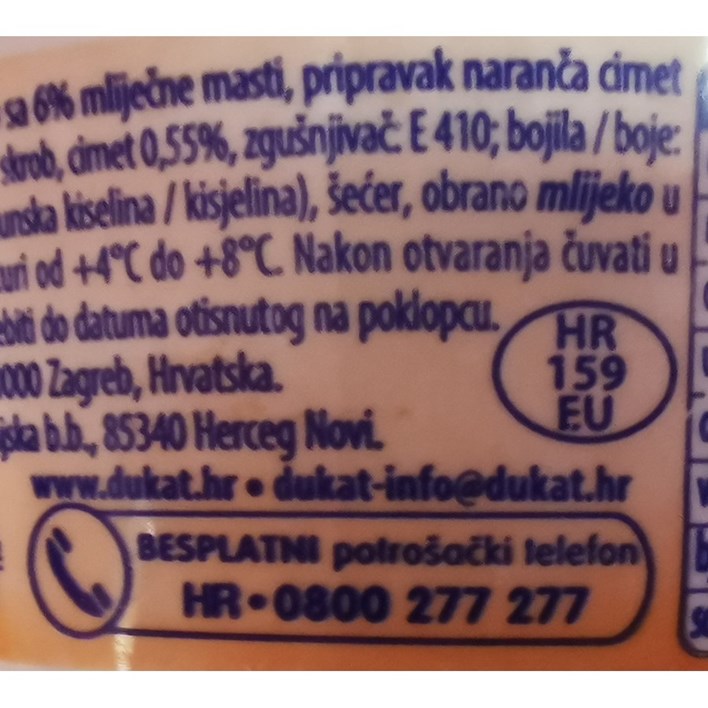 sa 6% mliječne masti, pripravak naranča cimet
skrob, cimet 0,55%, zgušnjivač: E 410; bojila / boje:
kiselina / kisjelina), šećer, obrano mlijeko u
od +4°C do +8°C. Nakon otvaranja čuvati u
do datuma otisnutog na poklopcu.
HR
159
EU
Zagreb, Hrvatska.
b.b., 85340 Herceg Novi.
www.dukat.hr • dukat-info@dukat.hr
BESPLATNI potrošački telefon
HR•0800 277 277